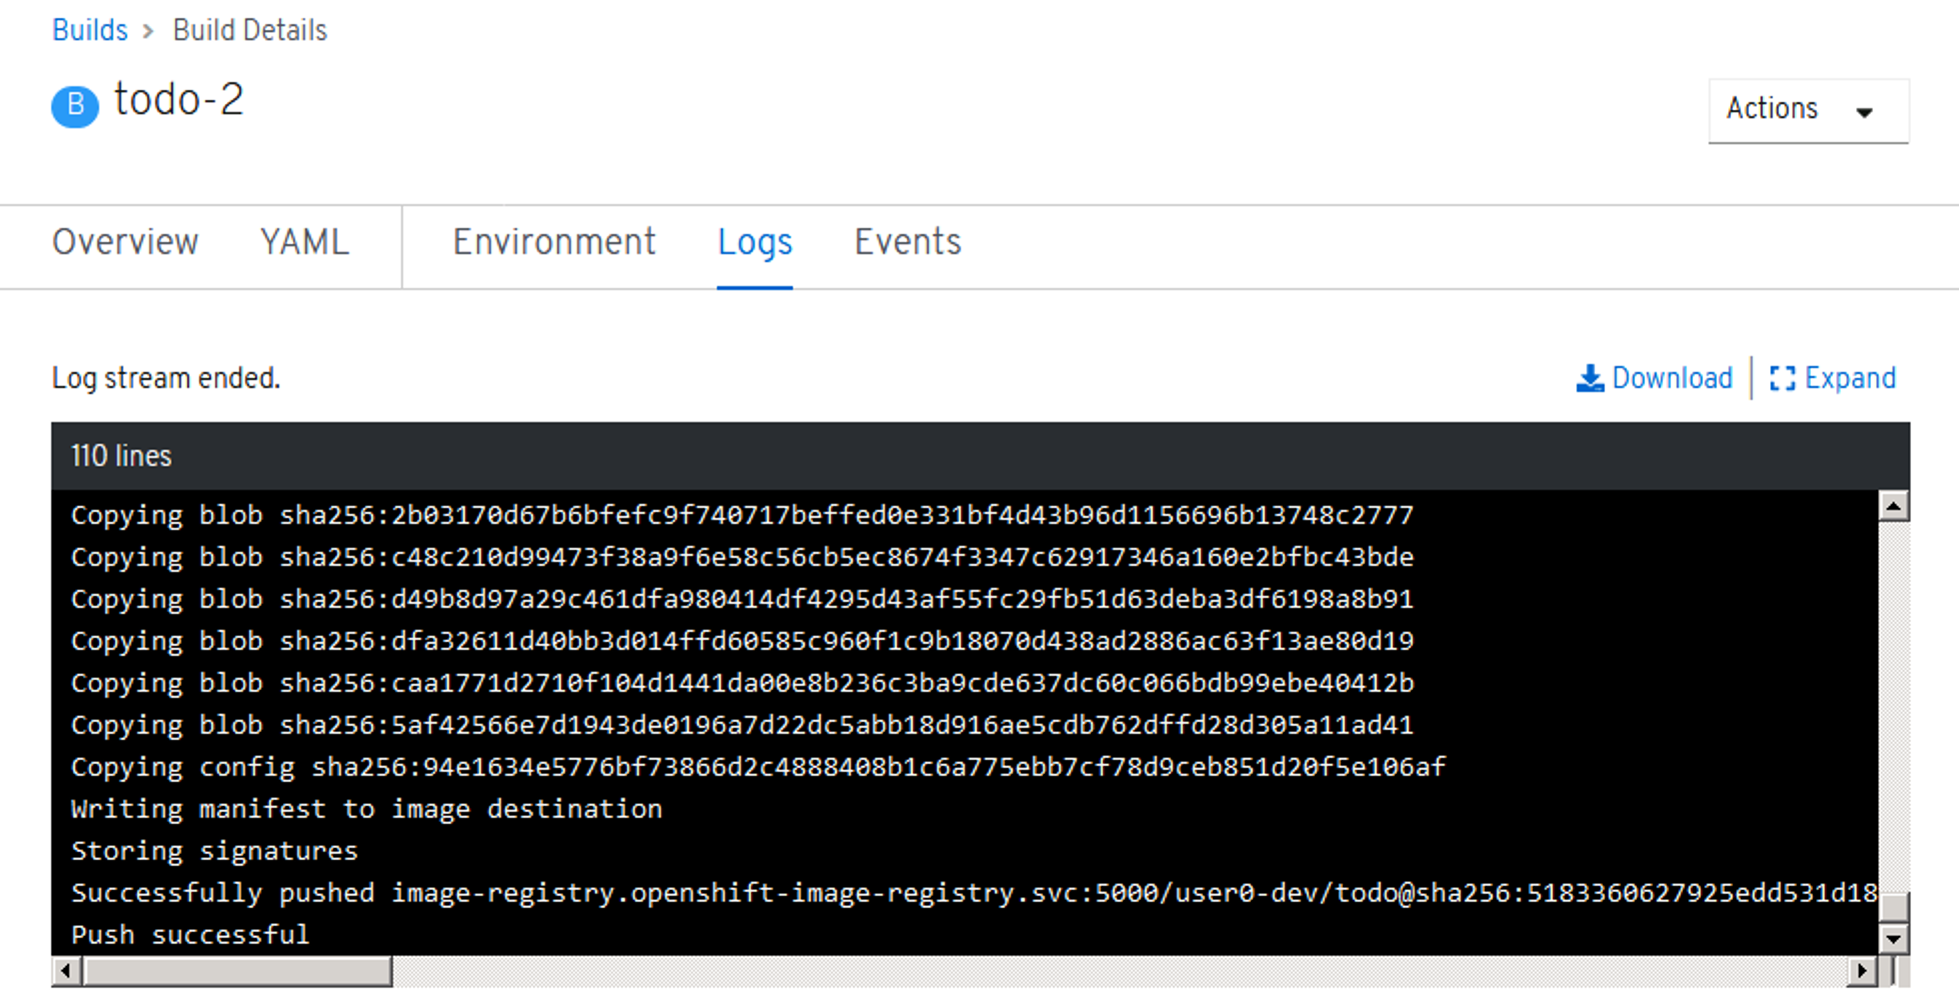 Builds > Build Details
B todo-2
Actions
Overview YAML Environment Logs Events
Log stream ended.
Download Expand
110 lines
Copying blob sha256:2b03170d67b6bfefc9f740717beffed0e331bf4d43b96d1156696b13748c2777
Copying blob sha256:c48c210d99473f38a9f6e58c56cb5ec8674f3347c62917346a160e2bfbc43bde
Copying blob sha256:d49b8d97a29c461dfa980414df4295d43af55fc29fb51d63deba3df6198a8b91
Copying blob sha256:dfa32611d40bb3d014ffd60585c960f1c9b18070d438ad2886ac63f13ae80d19
Copying blob sha256:caa1771d2710f104d1441da00e8b236c3ba9cde637dc60c066bdb99ebe40412b
Copying blob sha256:5af42566e7d1943de0196a7d22dc5abb18d916ae5cdb762dffd28d305a11ad41
Copying config sha256:94e1634e5776bf73866d2c4888408b1c6a775ebb7cf78d9ceb851d20f5e106af
Writing manifest to image destination
Storing signatures
Successfully pushed image-registry.openshift-image-registry.svc:5000/user0-dev/todo@sha256:5183360627925edd531d18
Push successful